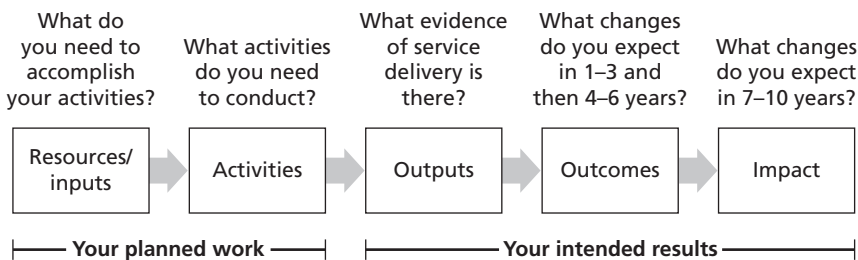 What do
you need to
accomplish
your activities?
What activities
do you need
to conduct?
What evidence
of service
delivery is
there?
What changes
do you expect
in 1–3 and
then 4–6 years?
What changes
do you expect
in 7–10 years?
Resources/
inputs
Activities
Outputs
Outcomes
Impact
Your planned work
Your intended results